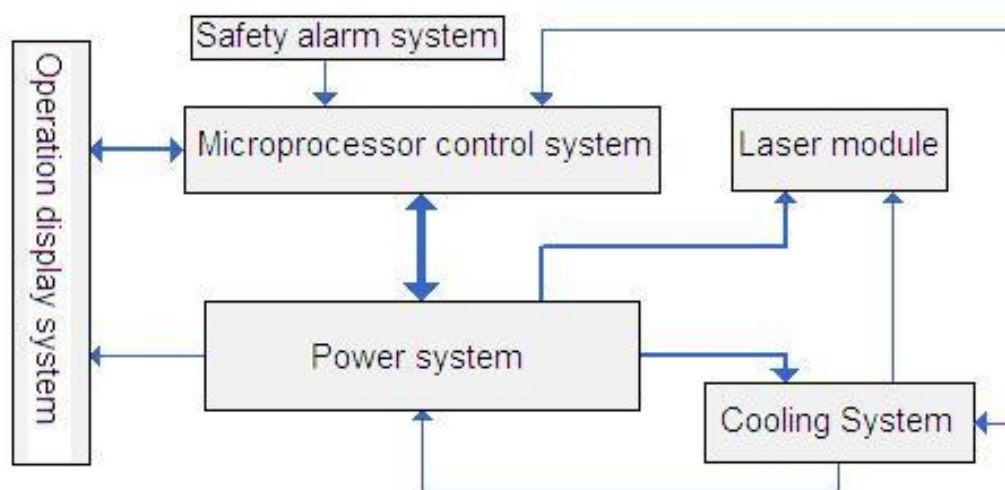 Safety alarm system
Operation display system
Microprocessor control system
Laser module
Power system
Cooling System